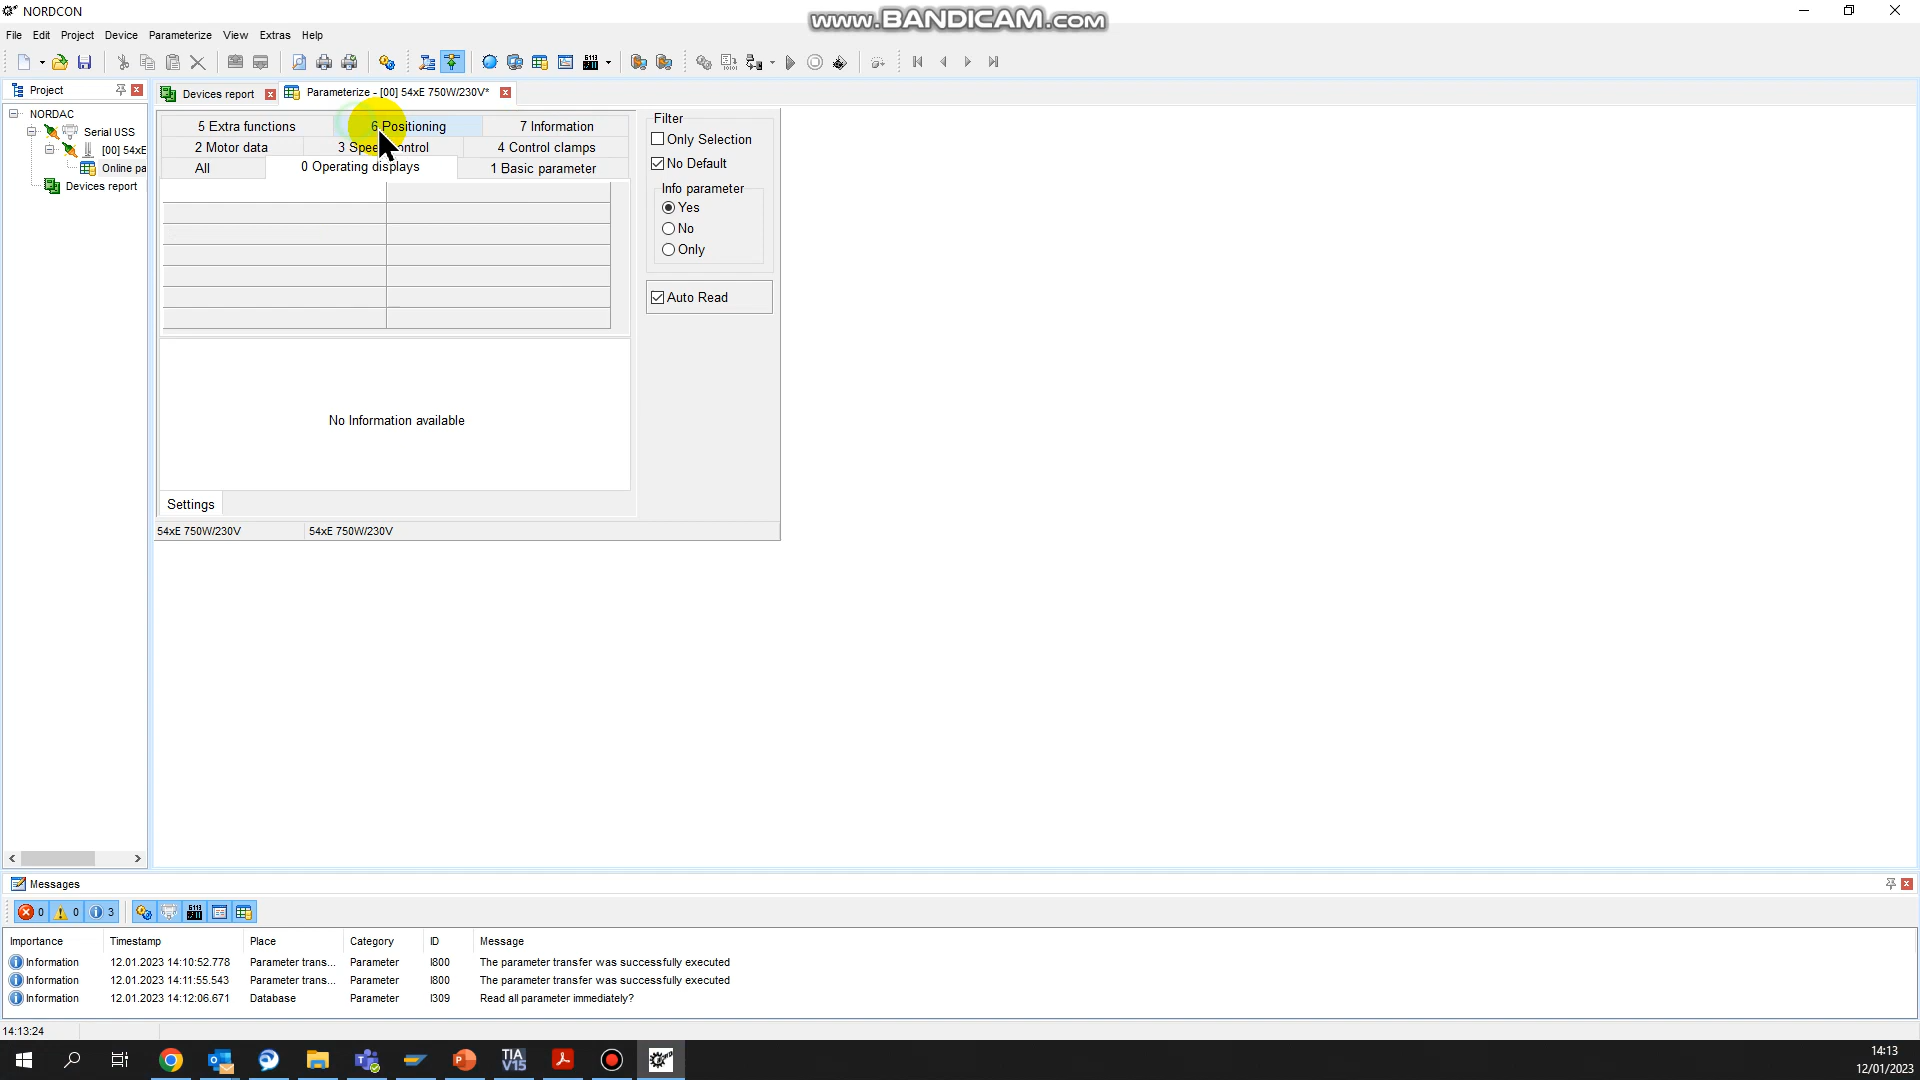 NORDCON
www.BANDICAM.com
File Edit Project Device Parameterize View Extras Help
Project
Devices report
Parameterize - [00] 54xE 750W/230V*
NORDAC
Serial USS
[00] 54xE
Online pa
Devices report
5 Extra functions
6 Positioning
7 Information
2 Motor data
4 Control clamps
All
0 Operating displays
1 Basic parameter
No Information available
Settings
54xE 750W/230V
54xE 750W/230V
Filter
Only Selection
No Default
Info parameter
Yes
No
Only
Auto Read
Messages
0 0 3
Importance Timestamp Place Category ID Message
Information 12.01.2023 14:10:52.778 Parameter trans... Parameter I800 The parameter transfer was successfully executed
Information 12.01.2023 14:11:55.543 Parameter trans... Parameter I800 The parameter transfer was successfully executed
Information 12.01.2023 14:12:06.671 Database Parameter I309 Read all parameter immediately?
14:13:24
TIA V15
14:13
12/01/2023